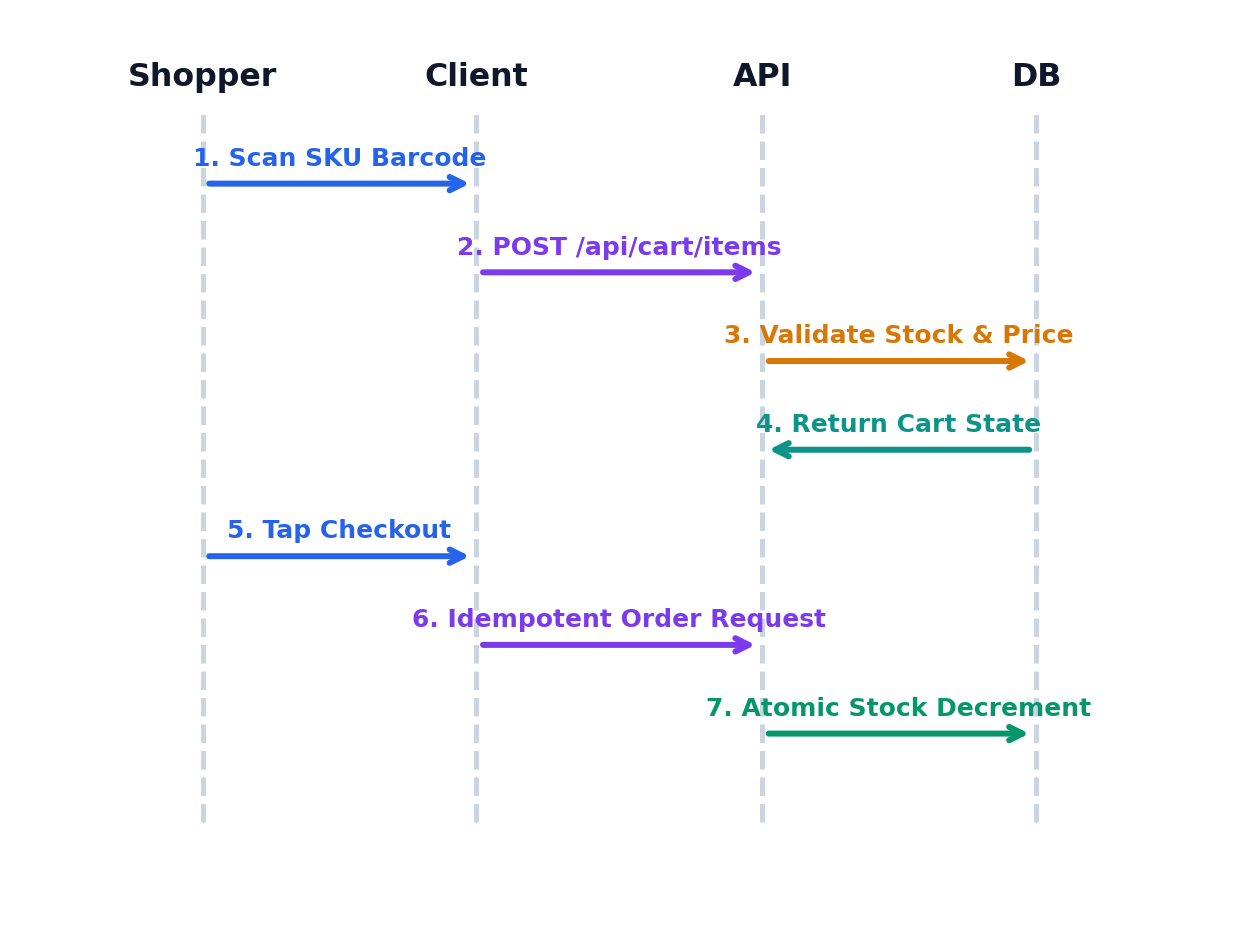 Shopper
Client
API
DB
1. Scan SKU Barcode
2. POST /api/cart/items
3. Validate Stock & Price
4. Return Cart State
5. Tap Checkout
6. Idempotent Order Request
7. Atomic Stock Decrement